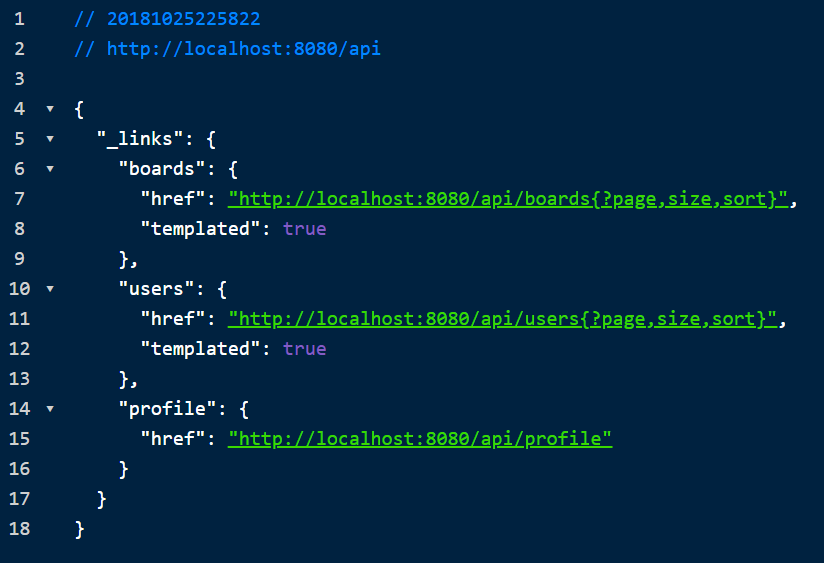 1 // 20181025225822
2 // http://localhost:8080/api
3
4 {
5 "_links": {
6 "boards": {
7 "href": "http://localhost:8080/api/boards{?page,size,sort}",
8 "templated": true
9 },
10 "users": {
11 "href": "http://localhost:8080/api/users{?page,size,sort}",
12 "templated": true
13 },
14 "profile": {
15 "href": "http://localhost:8080/api/profile"
16 }
17 }
18 }